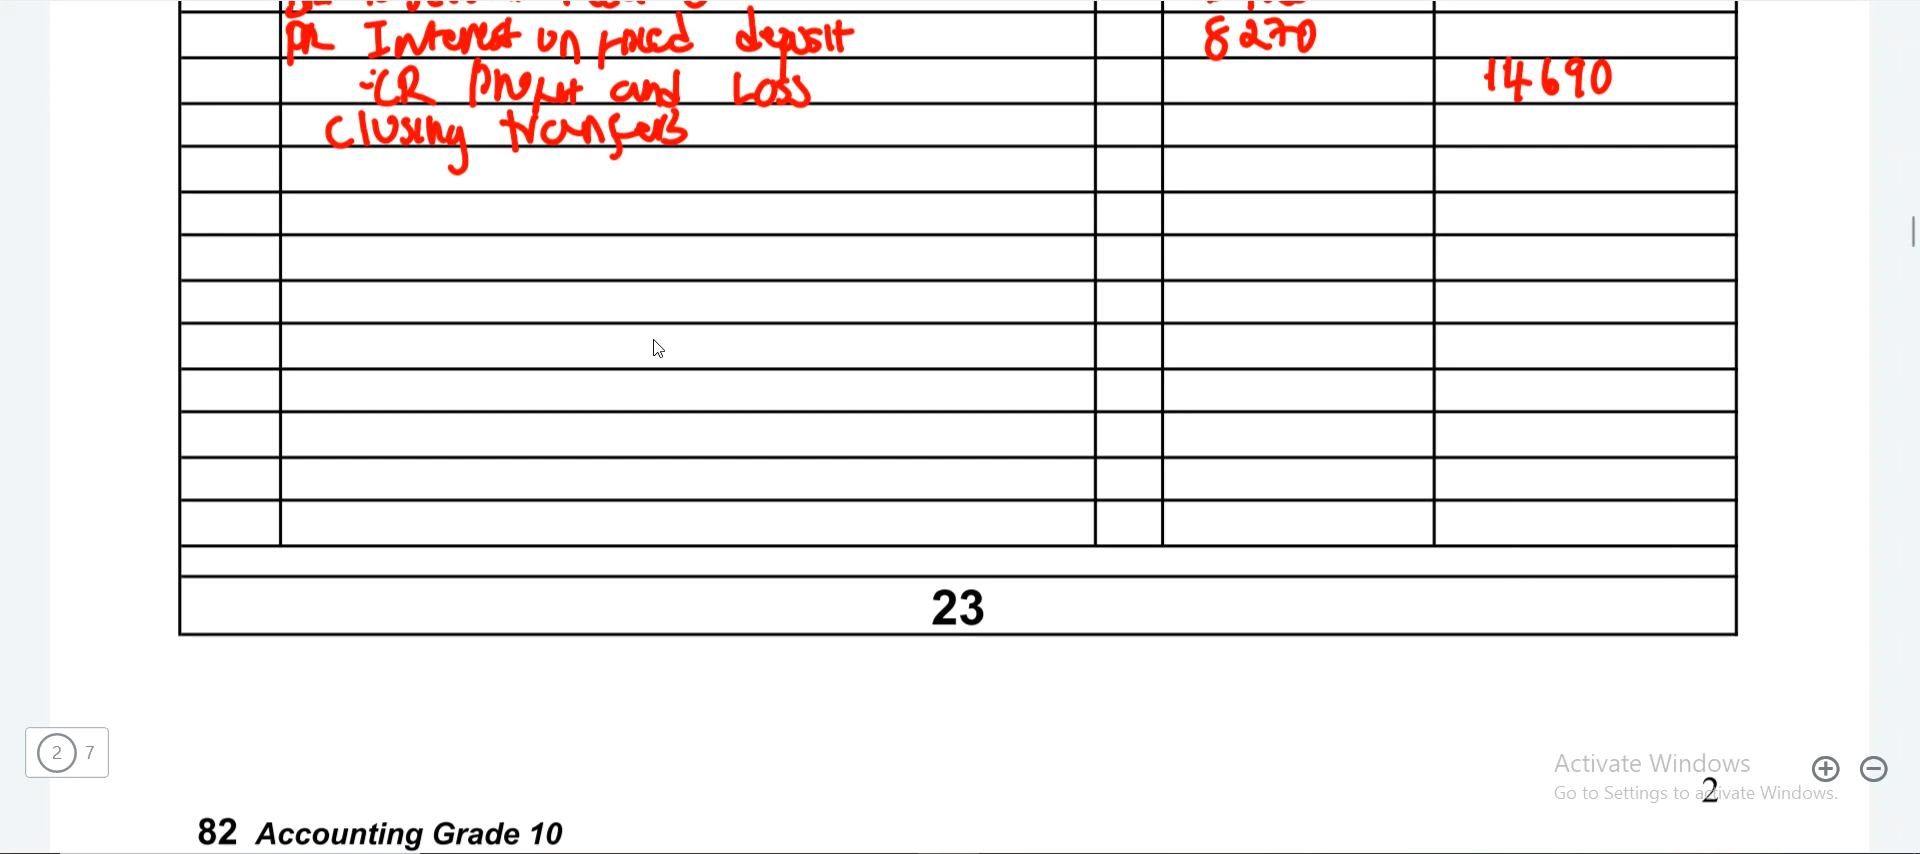 DR Interest on fixed deposit 8270
:CR Profit and Loss 14690
Closing transfers
23
2 7
Activate Windows
2
Go to Settings to activate Windows.
82 Accounting Grade 10